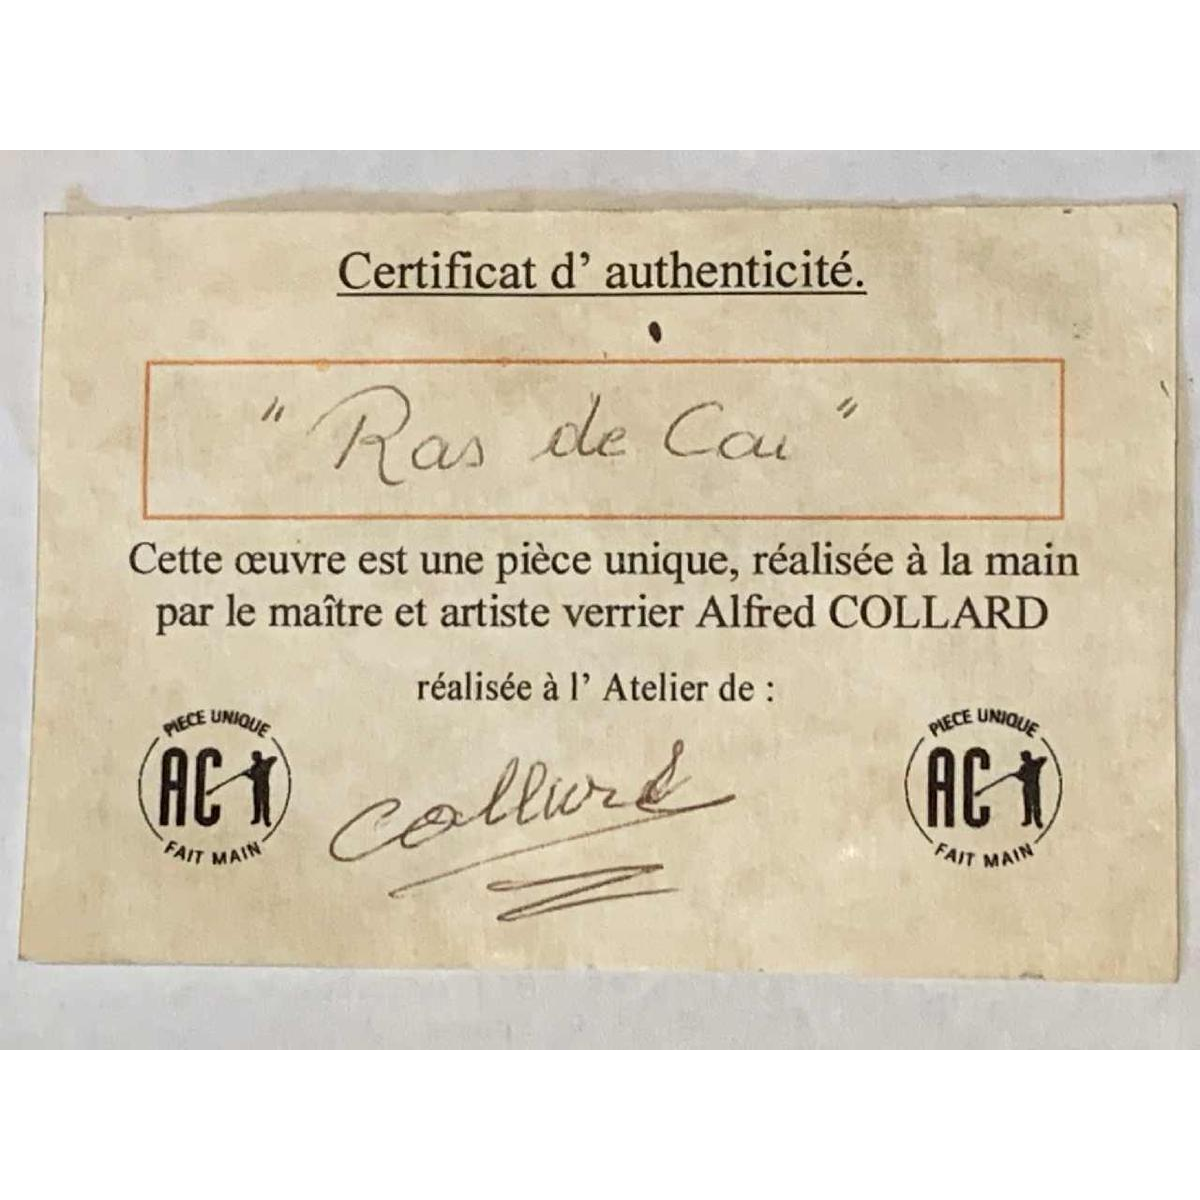 Certificat d' authenticité.
" Ras de Cou "
Cette œuvre est une pièce unique, réalisée à la main
par le maître et artiste verrier Alfred COLLARD
réalisée à l' Atelier de :
PIECE UNIQUE
AC
FAIT MAIN
Collard
PIECE UNIQUE
AC
FAIT MAIN